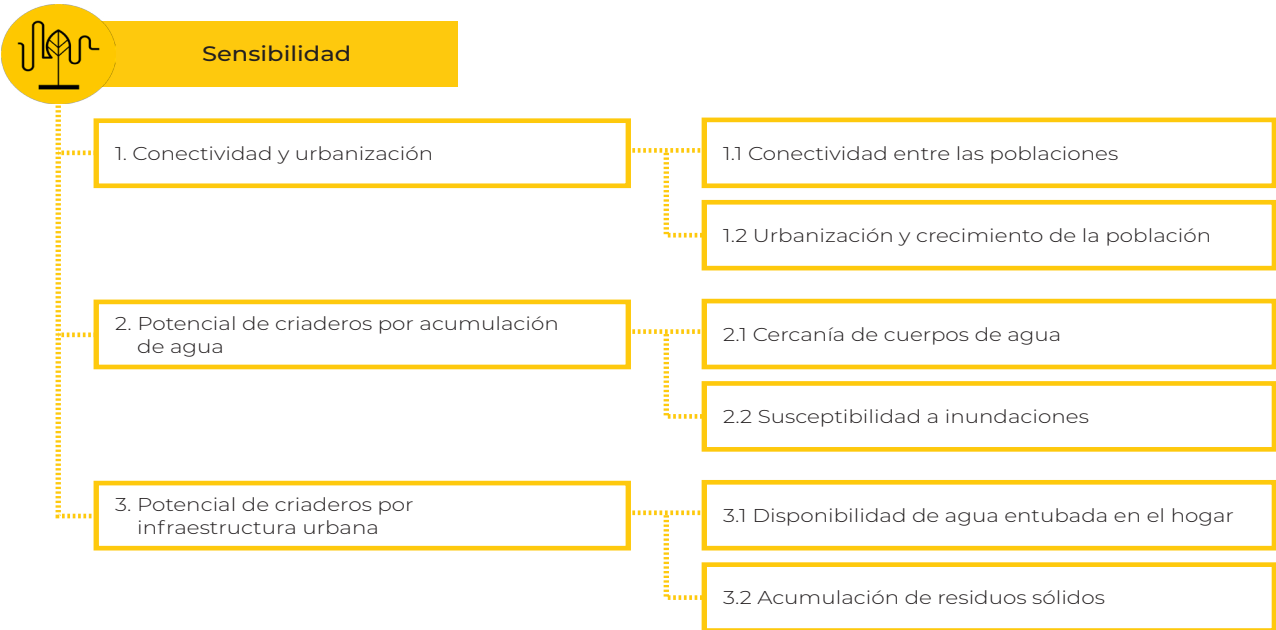 Sensibilidad
1. Conectividad y urbanización
1.1 Conectividad entre las poblaciones
1.2 Urbanización y crecimiento de la población
2. Potencial de criaderos por acumulación
de agua
2.1 Cercanía de cuerpos de agua
2.2 Susceptibilidad a inundaciones
3. Potencial de criaderos por
infraestructura urbana
3.1 Disponibilidad de agua entubada en el hogar
3.2 Acumulación de residuos sólidos